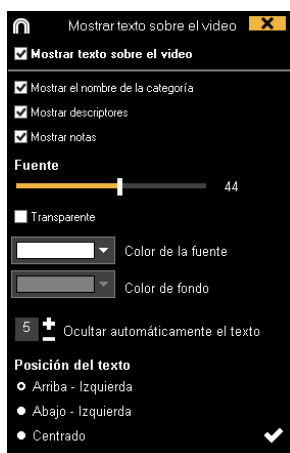 Mostrar texto sobre el video
Mostrar texto sobre el video
Mostrar el nombre de la categoría
Mostrar descriptores
Mostrar notas
Fuente
44
Transparente
Color de la fuente
Color de fondo
5 Ocultar automáticamente el texto
Posición del texto
Arriba - Izquierda
Abajo - Izquierda
Centrado